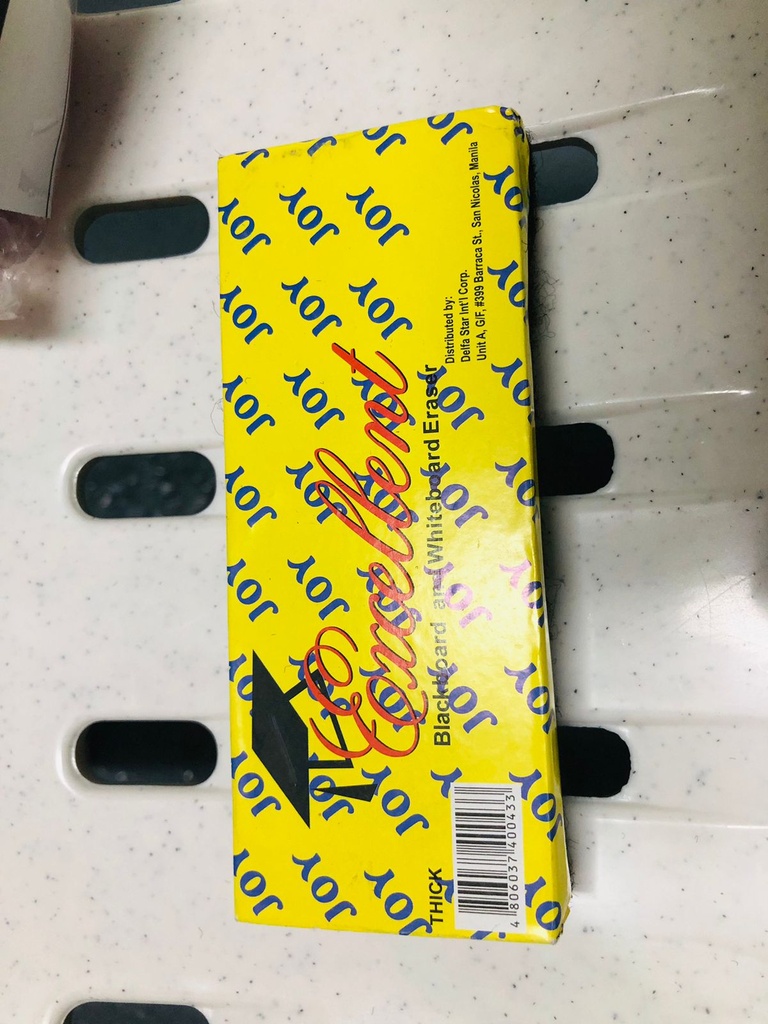 JOY
Excellent
Blackboard and Whiteboard Eraser
Distributed by:
Delfa Star Int'l Corp.
Unit A, G/F, #399 Barraca St., San Nicolas, Manila
THICK
4 806037 400433